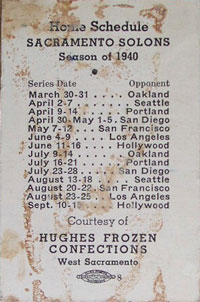 Home Schedule
SACRAMENTO SOLONS
Season of 1940
Series Date Opponent
March 30-31 . . . . Oakland
April 2-7 . . . . . Seattle
April 9-14 . . . Portland
April 30-May 1-5. San Diego
May 7-12 . . . San Francisco
June 4-9 . . . Los Angeles
June 11-16 . . Hollywood
July 9-14 . . . . Oakland
July 16-21 . . . Portland
July 23-28 . . . San Diego
August 13-18 . . . Seattle
August 20-22. San Francisco
August 23-25 . Los Angeles
Sept. 10-1 . . Hollywood
Courtesy of
HUGHES FROZEN
CONFECTIONS
West Sacramento
8